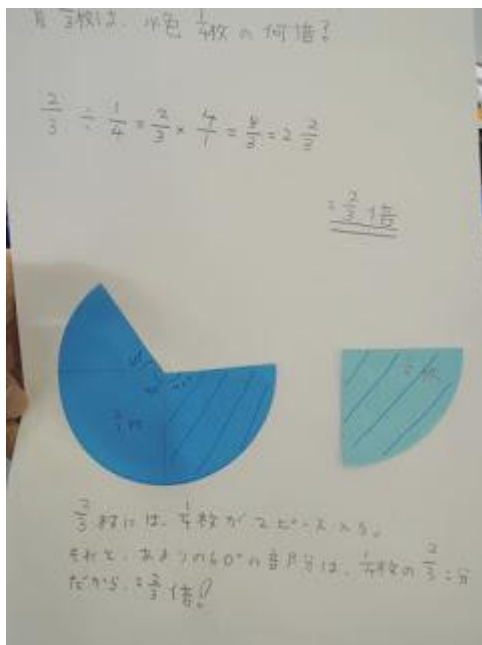 青 2/3枚は、水色 1/4枚の何倍?
2/3 ÷ 1/4 = 2/3 × 4/1 = 8/3 = 2 2/3
2 2/3 倍
2/3枚
1/4枚
2/3枚には、1/4枚が2ピース入る。
それと、あまりの60°の部分は、1/4枚の2/3こ分
だから、2 2/3倍!